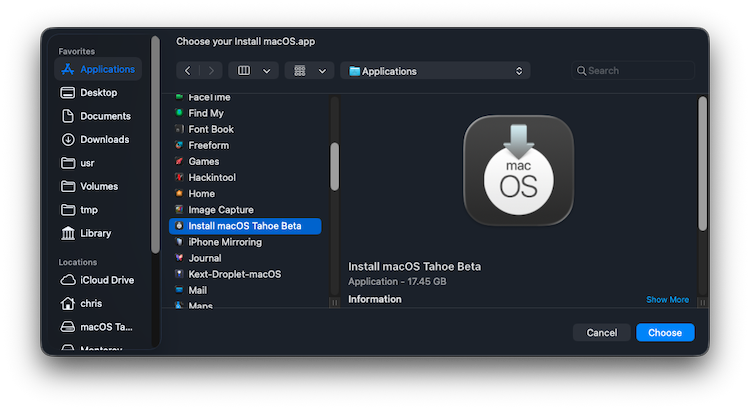 Choose your Install macOS.app
Favorites
Applications
Desktop
Documents
Downloads
usr
Volumes
tmp
Library
Locations
iCloud Drive
chris
macOS Ta...
Monterey
Applications
Search
FaceTime
Find My
Font Book
Freeform
Games
Hackintool
Home
Image Capture
Install macOS Tahoe Beta
iPhone Mirroring
Journal
Kext-Droplet-macOS
Mail
Maps
mac
OS
Install macOS Tahoe Beta
Application - 17.45 GB
Information
Show More
Cancel
Choose